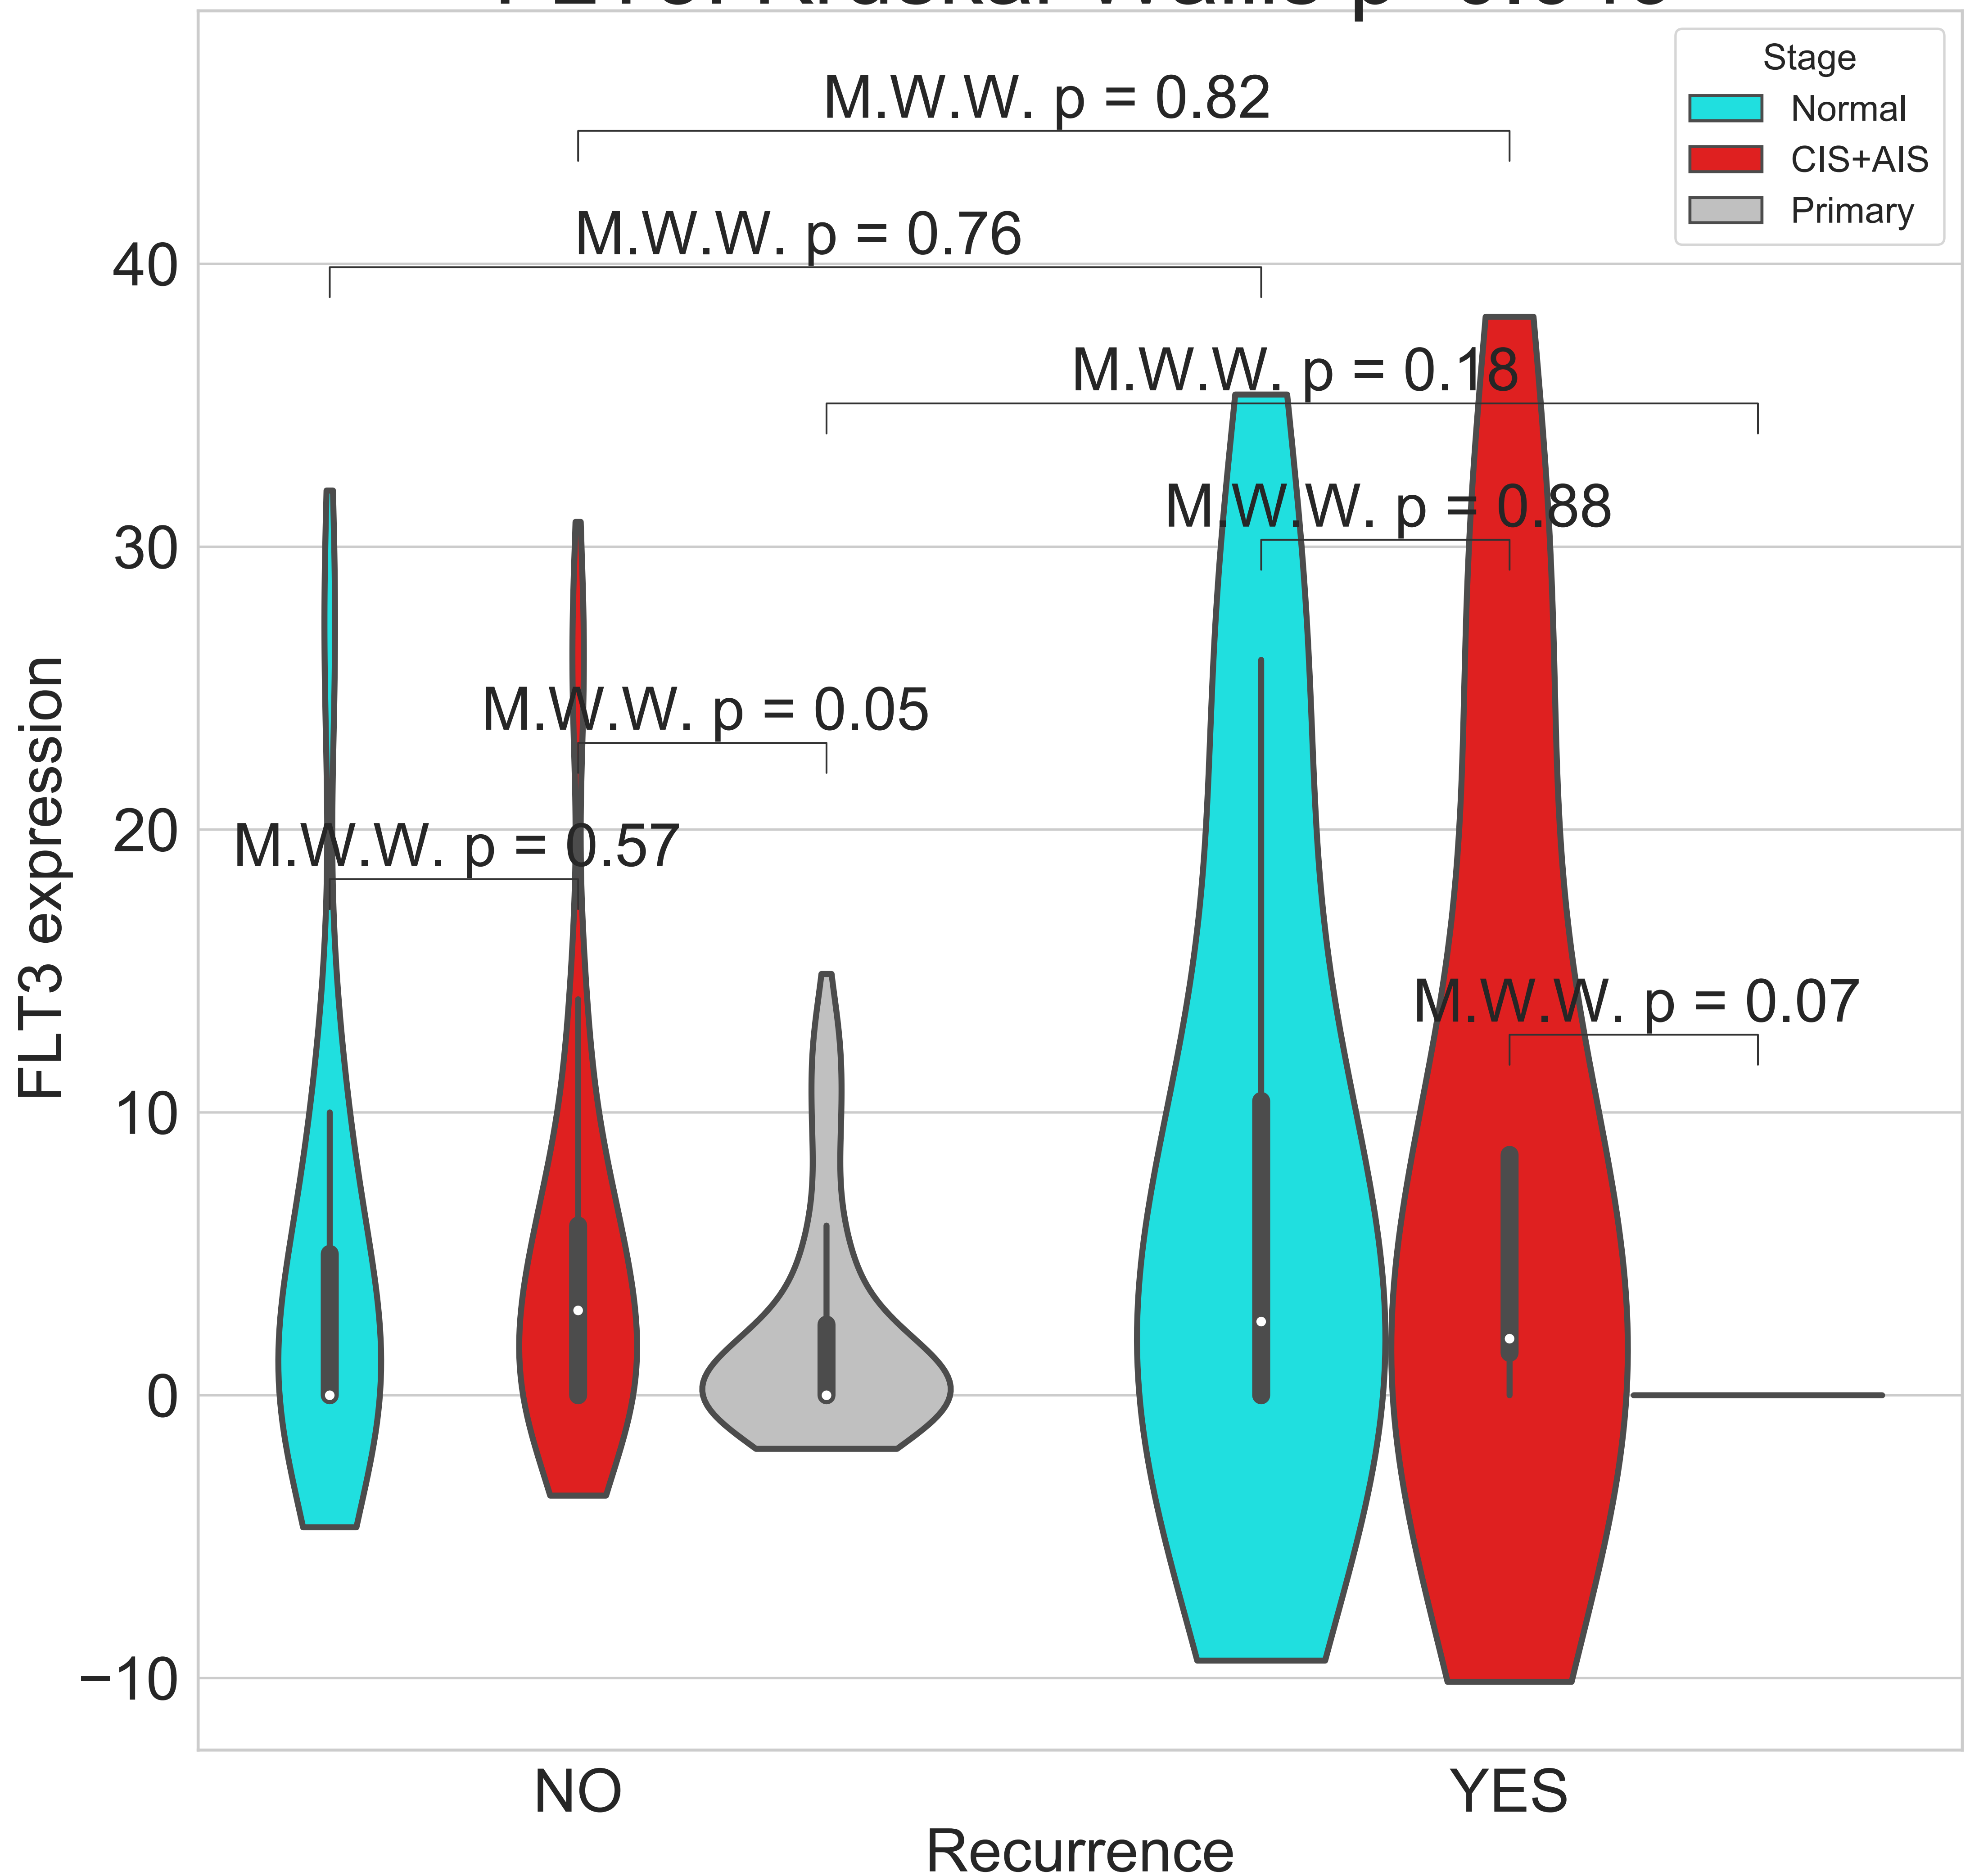 Stage
Normal
CIS+AIS
Primary
M.W.W. p = 0.82
M.W.W. p = 0.76
M.W.W. p = 0.18
M.W.W. p = 0.88
M.W.W. p = 0.05
M.W.W. p = 0.57
M.W.W. p = 0.07
40
30
20
10
0
−10
FLT3 expression
NO
YES
Recurrence